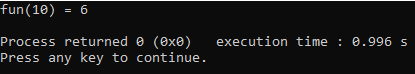 fun(10) = 6
Process returned 0 (0x0)   execution time : 0.996 s
Press any key to continue.